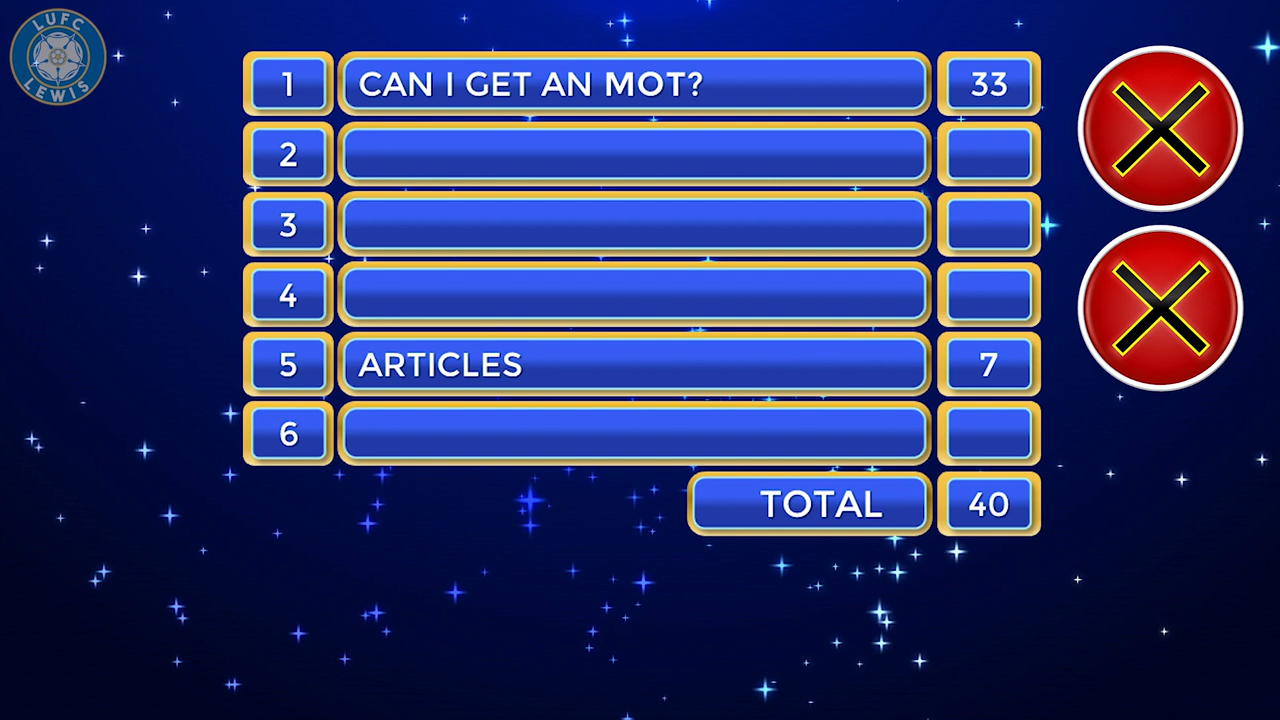 LUFC
LEWIS
1 CAN I GET AN MOT? 33
2
3
4
5 ARTICLES 7
6
TOTAL 40